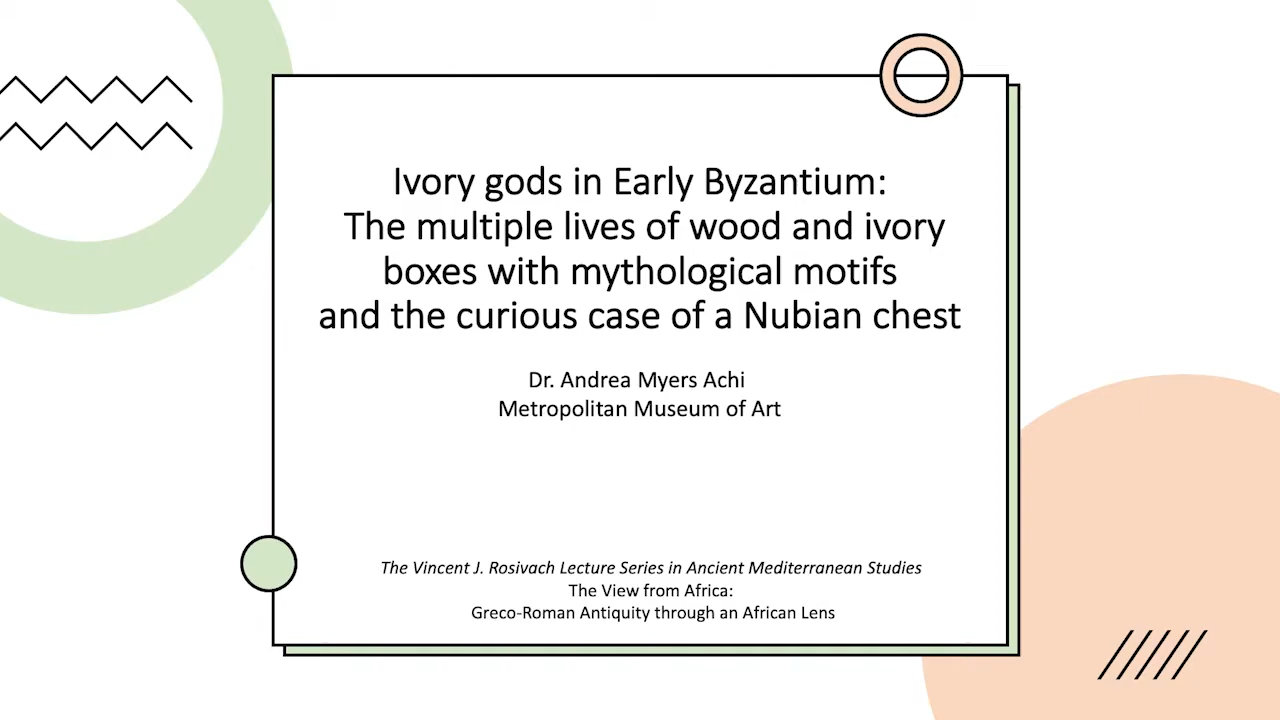 Ivory gods in Early Byzantium:
The multiple lives of wood and ivory
boxes with mythological motifs
and the curious case of a Nubian chest
Dr. Andrea Myers Achi
Metropolitan Museum of Art
The Vincent J. Rosivach Lecture Series in Ancient Mediterranean Studies
The View from Africa:
Greco-Roman Antiquity through an African Lens